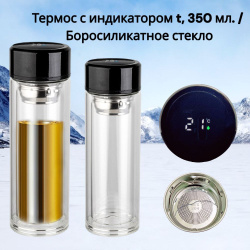 Термос с индикатором t, 350 мл. /
Боросиликатное стекло
21°C